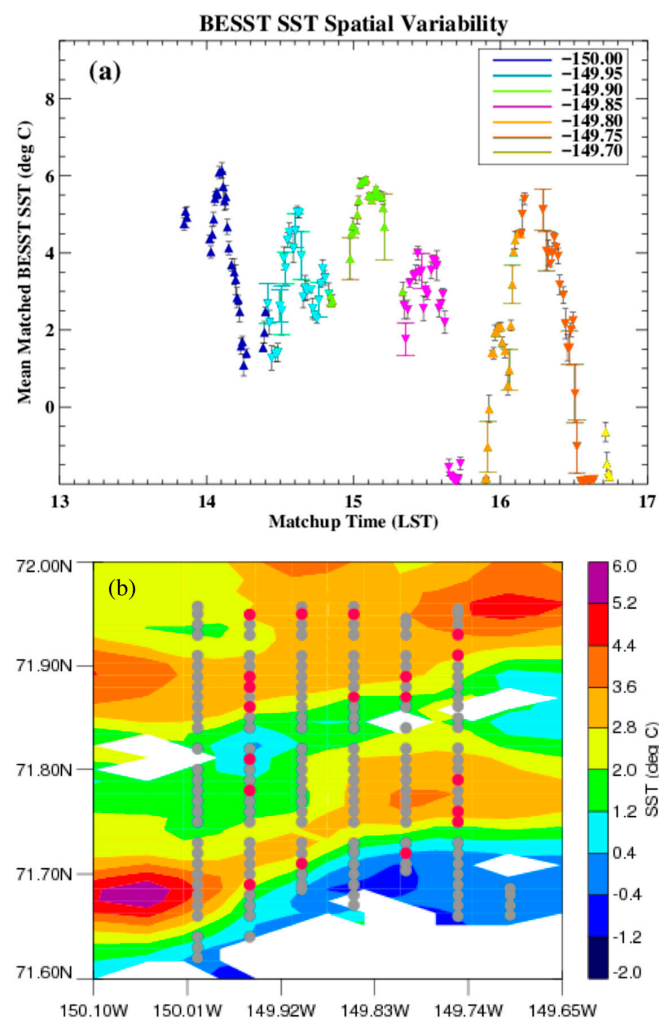 BESST SST Spatial Variability
(a)
−150.00
−149.95
−149.90
−149.85
−149.80
−149.75
−149.70
Mean Matched BESST SST (deg C)
8
6
4
2
0
13 14 15 16 17
Matchup Time (LST)
(b)
72.00N
71.90N
71.80N
71.70N
71.60N
150.10W 150.01W 149.92W 149.83W 149.74W 149.65W
6.0
5.2
4.4
3.6
2.8
2.0
1.2
0.4
-0.4
-1.2
-2.0
SST (deg C)